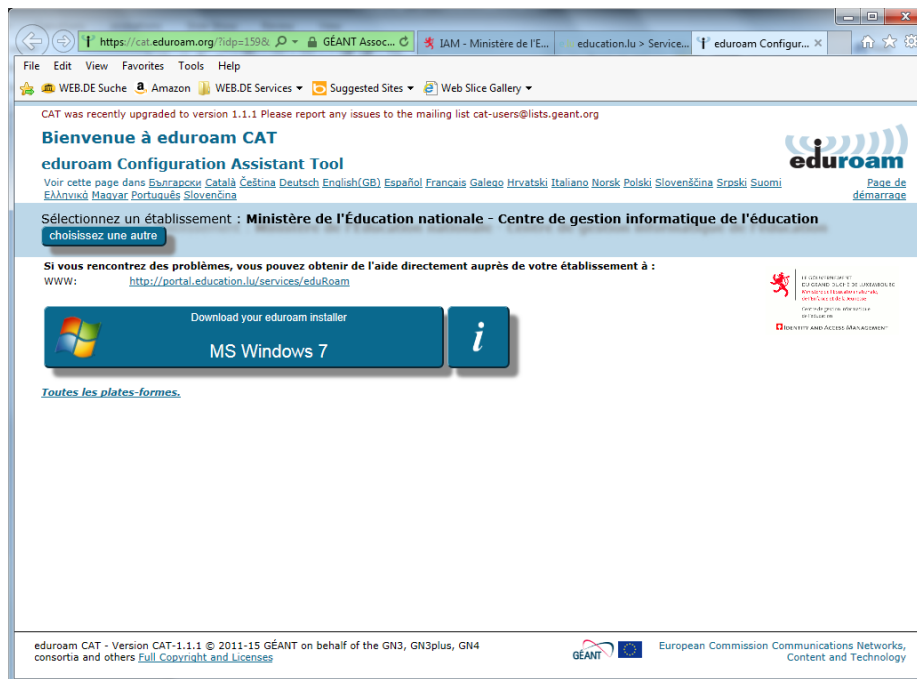 https://cat.eduroam.org/?idp=159&
GÉANT Assoc...
IAM - Ministère de l'E...
education.lu > Service...
eduroam Configur...
File Edit View Favorites Tools Help
WEB.DE Suche Amazon WEB.DE Services Suggested Sites Web Slice Gallery
CAT was recently upgraded to version 1.1.1 Please report any issues to the mailing list cat-users@lists.geant.org
Bienvenue à eduroam CAT
eduroam Configuration Assistant Tool
eduroam
Voir cette page dans Български Català Čeština Deutsch English(GB) Español Français Galego Hrvatski Italiano Norsk Polski Slovenščina Srpski Suomi
Ελληνικά Magyar Português Slovenčina
Page de
démarrage
Sélectionnez un établissement : Ministère de l'Éducation nationale - Centre de gestion informatique de l'éducation
choisissez une autre
Si vous rencontrez des problèmes, vous pouvez obtenir de l'aide directement auprès de votre établissement à :
WWW: http://portal.education.lu/services/eduRoam
LE GOUVERNEMENT
DU GRAND-DUCHÉ DE LUXEMBOURG
IDENTITY AND ACCESS MANAGEMENT
Download your eduroam installer
MS Windows 7
i
Toutes les plates-formes.
eduroam CAT - Version CAT-1.1.1 © 2011-15 GÉANT on behalf of the GN3, GN3plus, GN4
consortia and others Full Copyright and Licenses
GÉANT
European Commission Communications Networks,
Content and Technology